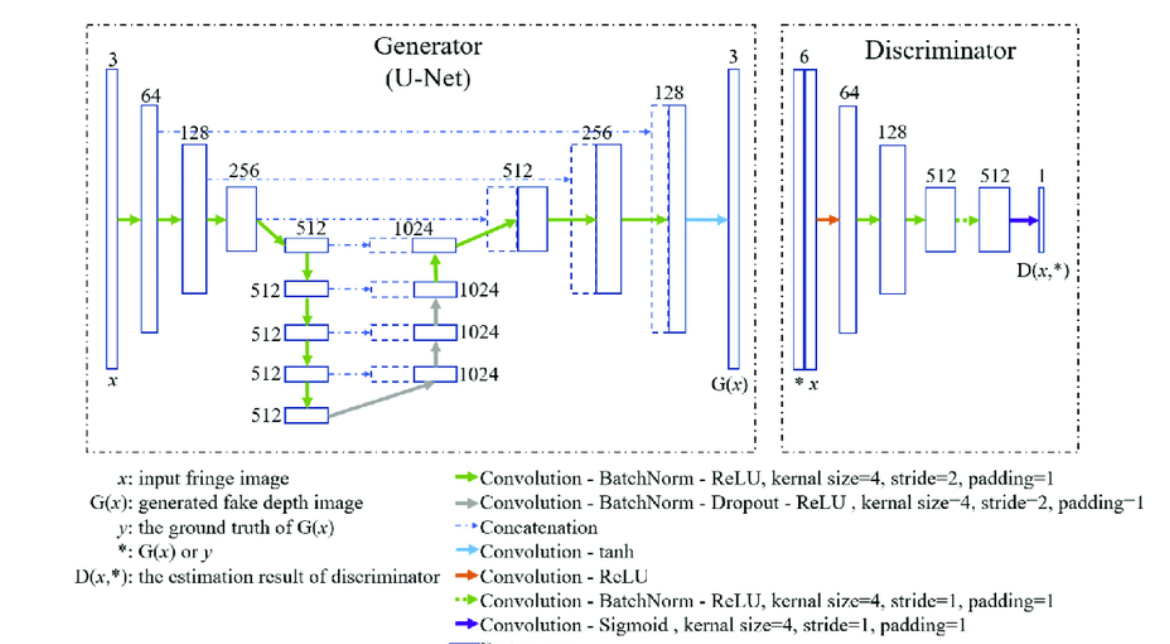 Generator
(U-Net)
Discriminator
3
64
128
256
512
512
512
512
512
1024
1024
1024
1024
512
256
128
3
x
G(x)
6
64
128
512
512
1
* x
D(x,*)
x: input fringe image
G(x): generated fake depth image
y: the ground truth of G(x)
*: G(x) or y
D(x,*): the estimation result of discriminator
Convolution - BatchNorm - ReLU, kernal size=4, stride=2, padding=1
Convolution - BatchNorm - Dropout - ReLU , kernal size=4, stride=2, padding=1
Concatenation
Convolution - tanh
Convolution - ReLU
Convolution - BatchNorm - ReLU, kernal size=4, stride=1, padding=1
Convolution - Sigmoid , kernal size=4, stride=1, padding=1